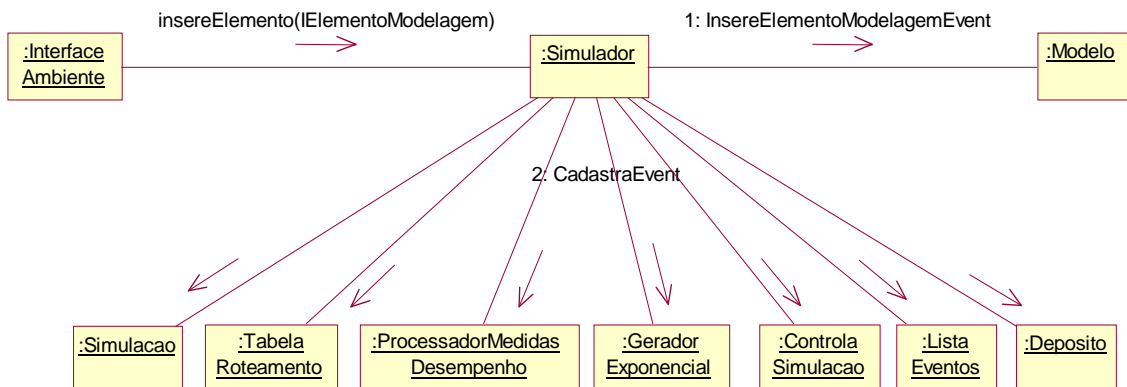 insereElemento(IElementoModelagem)
1: InsereElementoModelagemEvent
:Interface
Ambiente
:Simulador
:Modelo
2: CadastraEvent
:Simulacao
:Tabela
Roteamento
:ProcessadorMedidas
Desempenho
:Gerador
Exponencial
:Controla
Simulacao
:Lista
Eventos
:Deposito